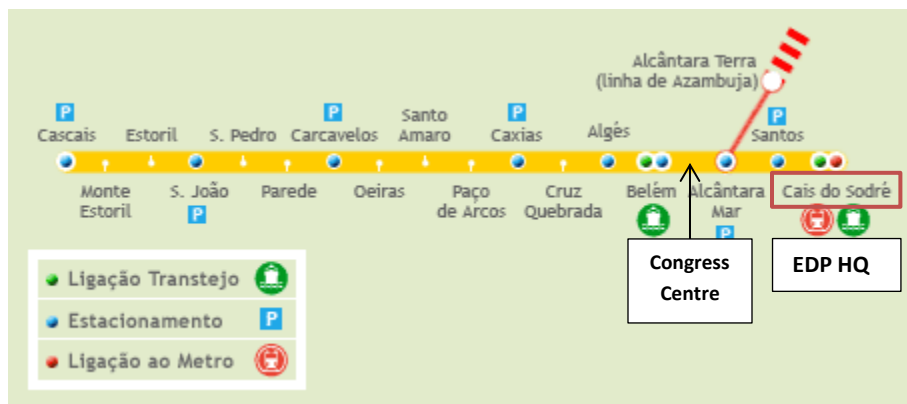 Alcântara Terra
(linha de Azambuja)
P
Cascais
Estoril
S. Pedro
P
Carcavelos
Santo
Amaro
P
Caxias
Algés
P
Santos
Monte
Estoril
S. João
P
Parede
Oeiras
Paço
de Arcos
Cruz
Quebrada
Belém
Alcântara
Mar
P
Cais do Sodré
Congress
Centre
EDP HQ
Ligação Transtejo
Estacionamento P
Ligação ao Metro